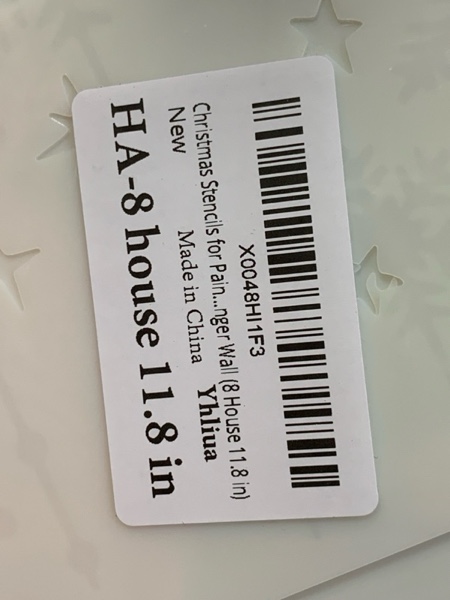 X0048HI1F3
Christmas Stencils for Pain...nger Wall (8 House 11.8 in)
New
Made in China Yhliua
HA-8 house 11.8 in